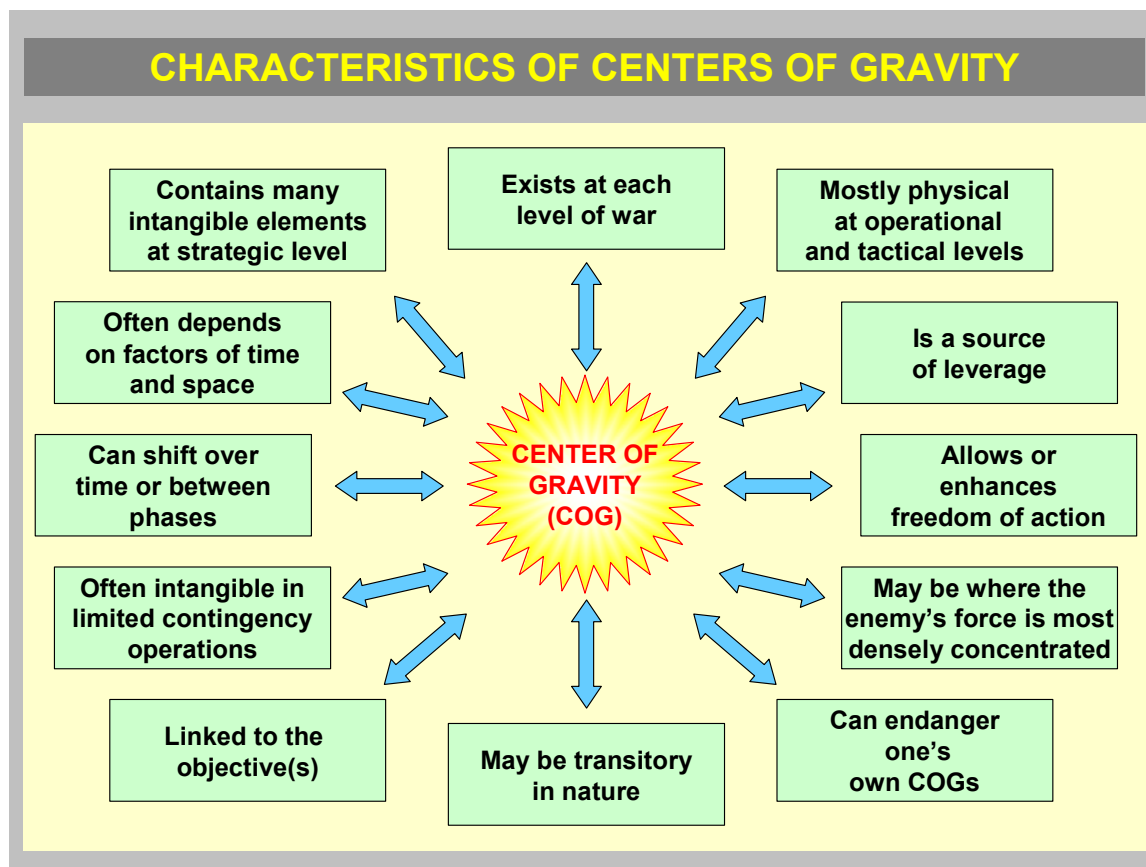 CHARACTERISTICS OF CENTERS OF GRAVITY
Contains many
intangible elements
at strategic level
Exists at each
level of war
Mostly physical
at operational
and tactical levels
Often depends
on factors of time
and space
Is a source
of leverage
CENTER OF
GRAVITY
(COG)
Can shift over
time or between
phases
Allows or
enhances
freedom of action
Often intangible in
limited contingency
operations
May be where the
enemy's force is most
densely concentrated
Linked to the
objective(s)
May be transitory
in nature
Can endanger
one's
own COGs